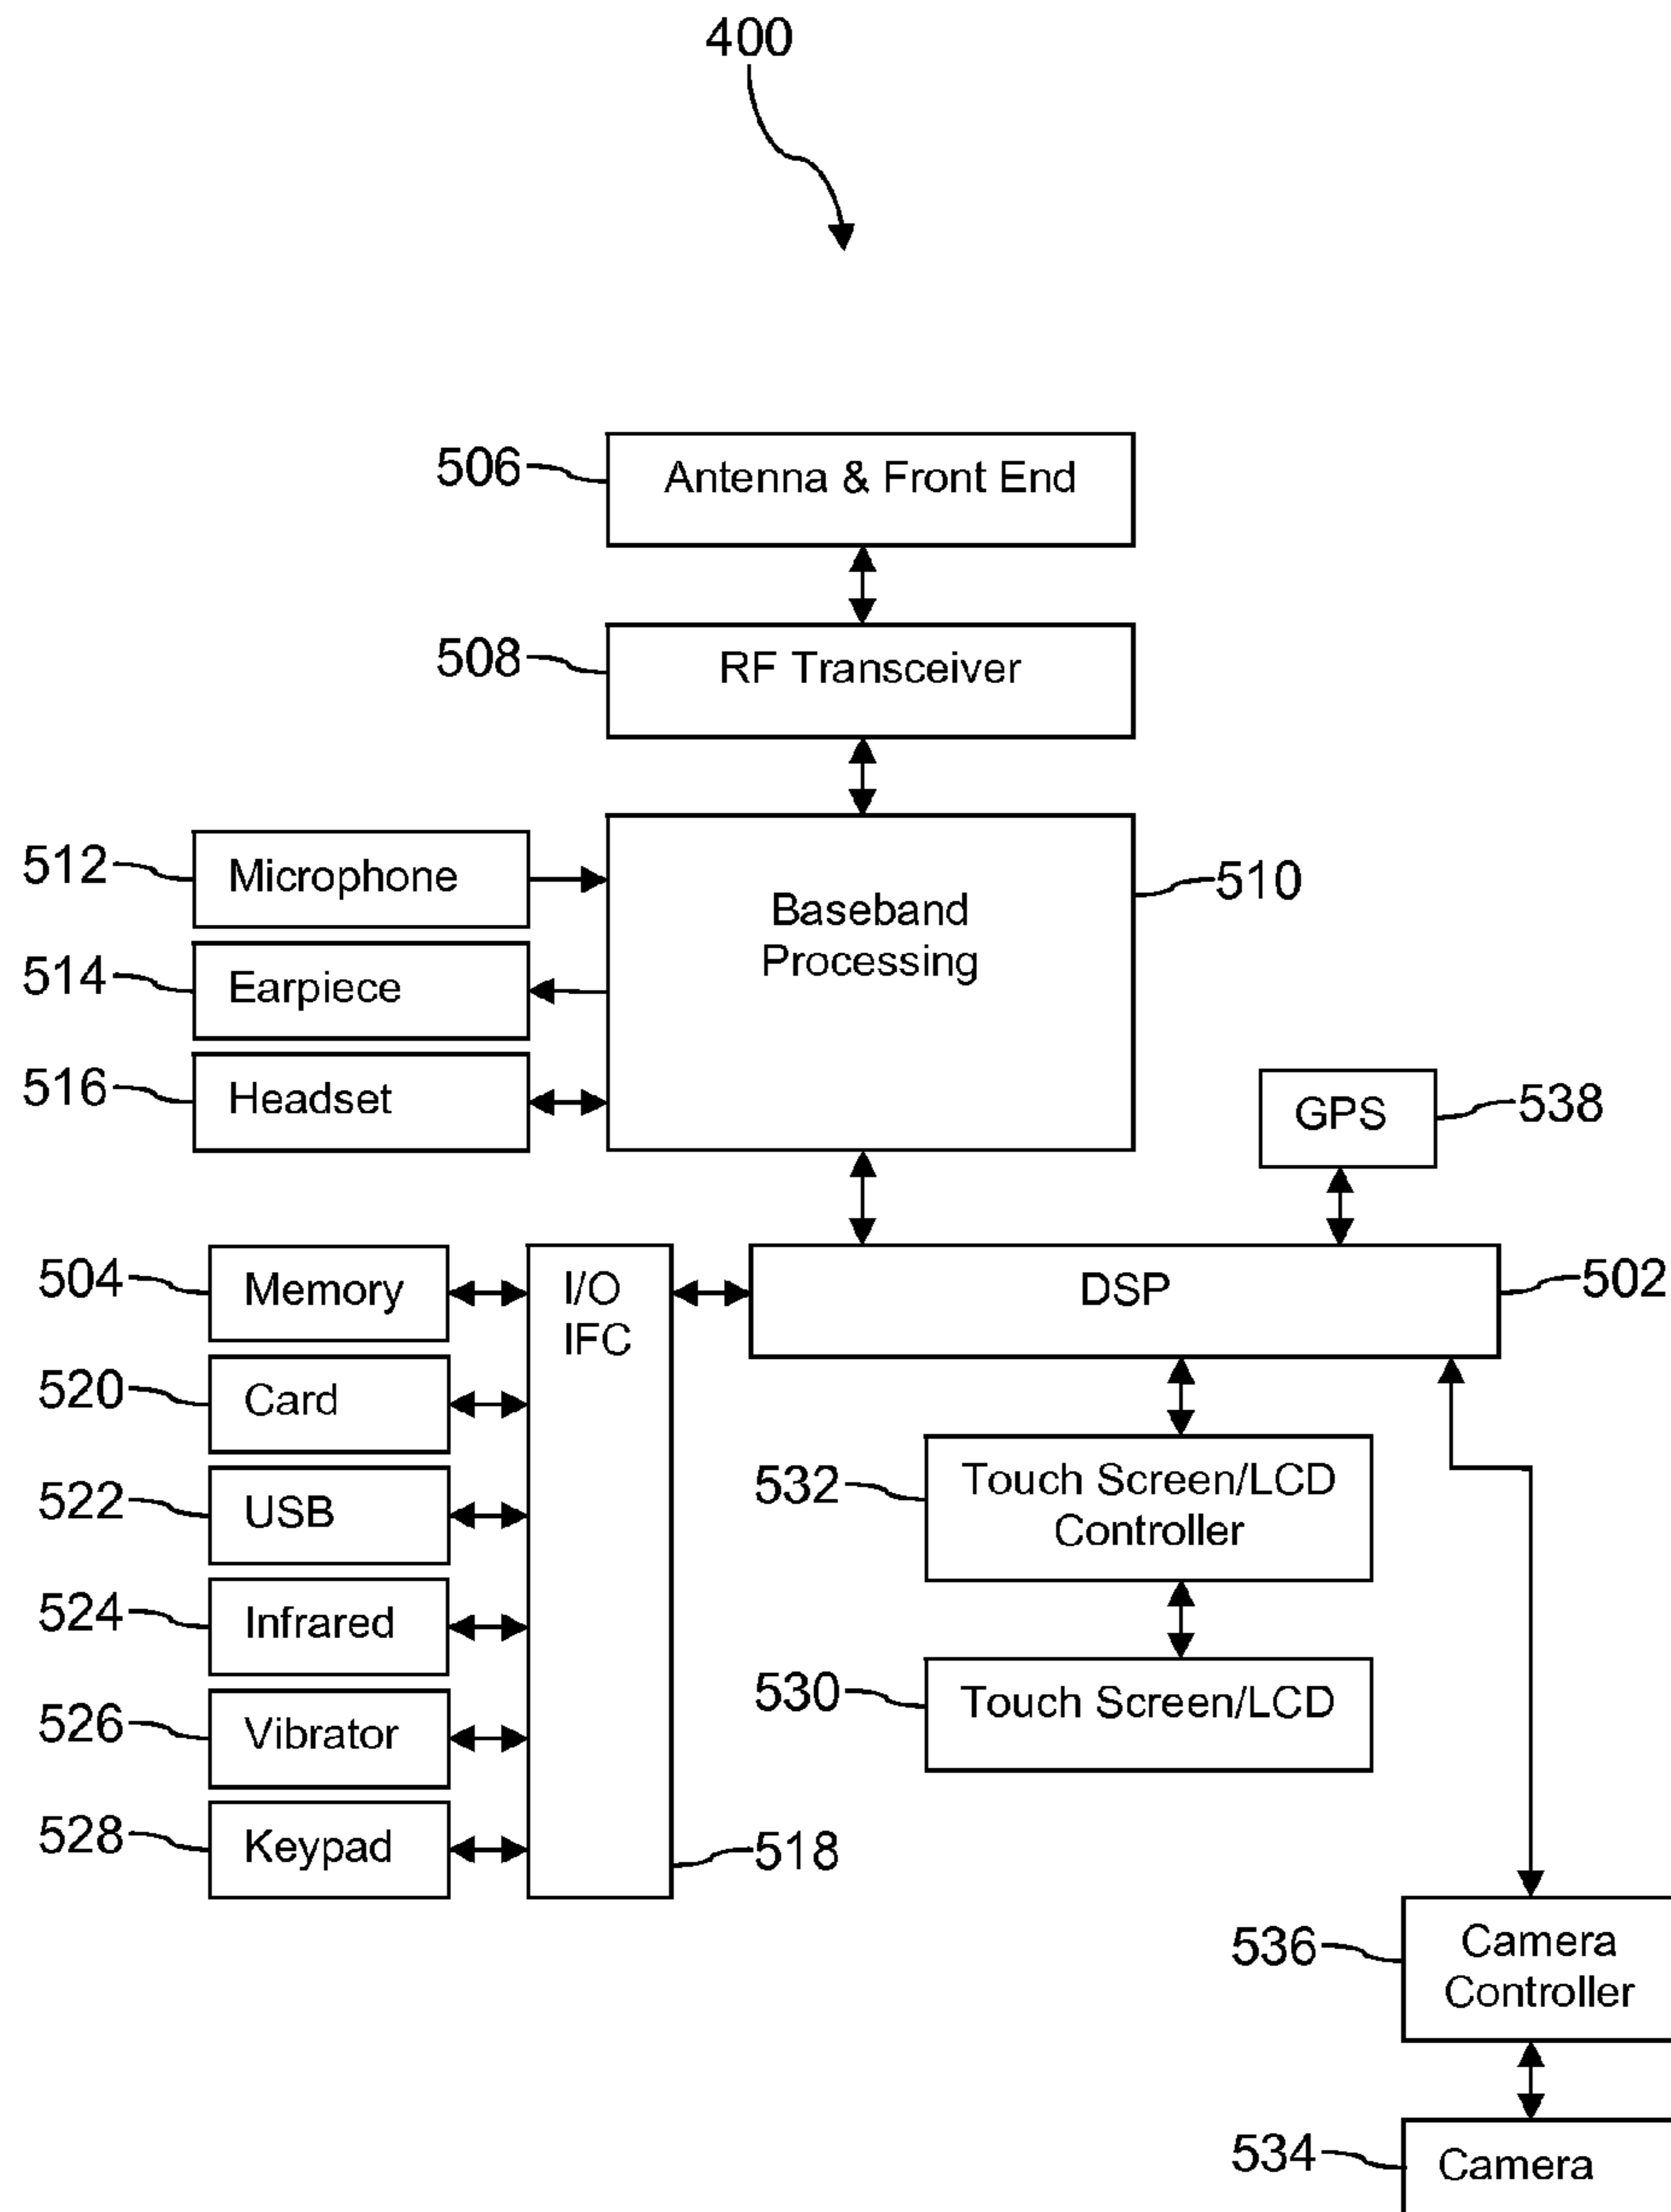 400
506
Antenna & Front End
508
RF Transceiver
512
Microphone
Baseband
Processing
510
514
Earpiece
516
Headset
GPS
538
504
Memory
I/O
IFC
DSP
502
520
Card
522
USB
532
Touch Screen/LCD
Controller
524
Infrared
530
Touch Screen/LCD
526
Vibrator
528
Keypad
518
536
Camera
Controller
534
Camera